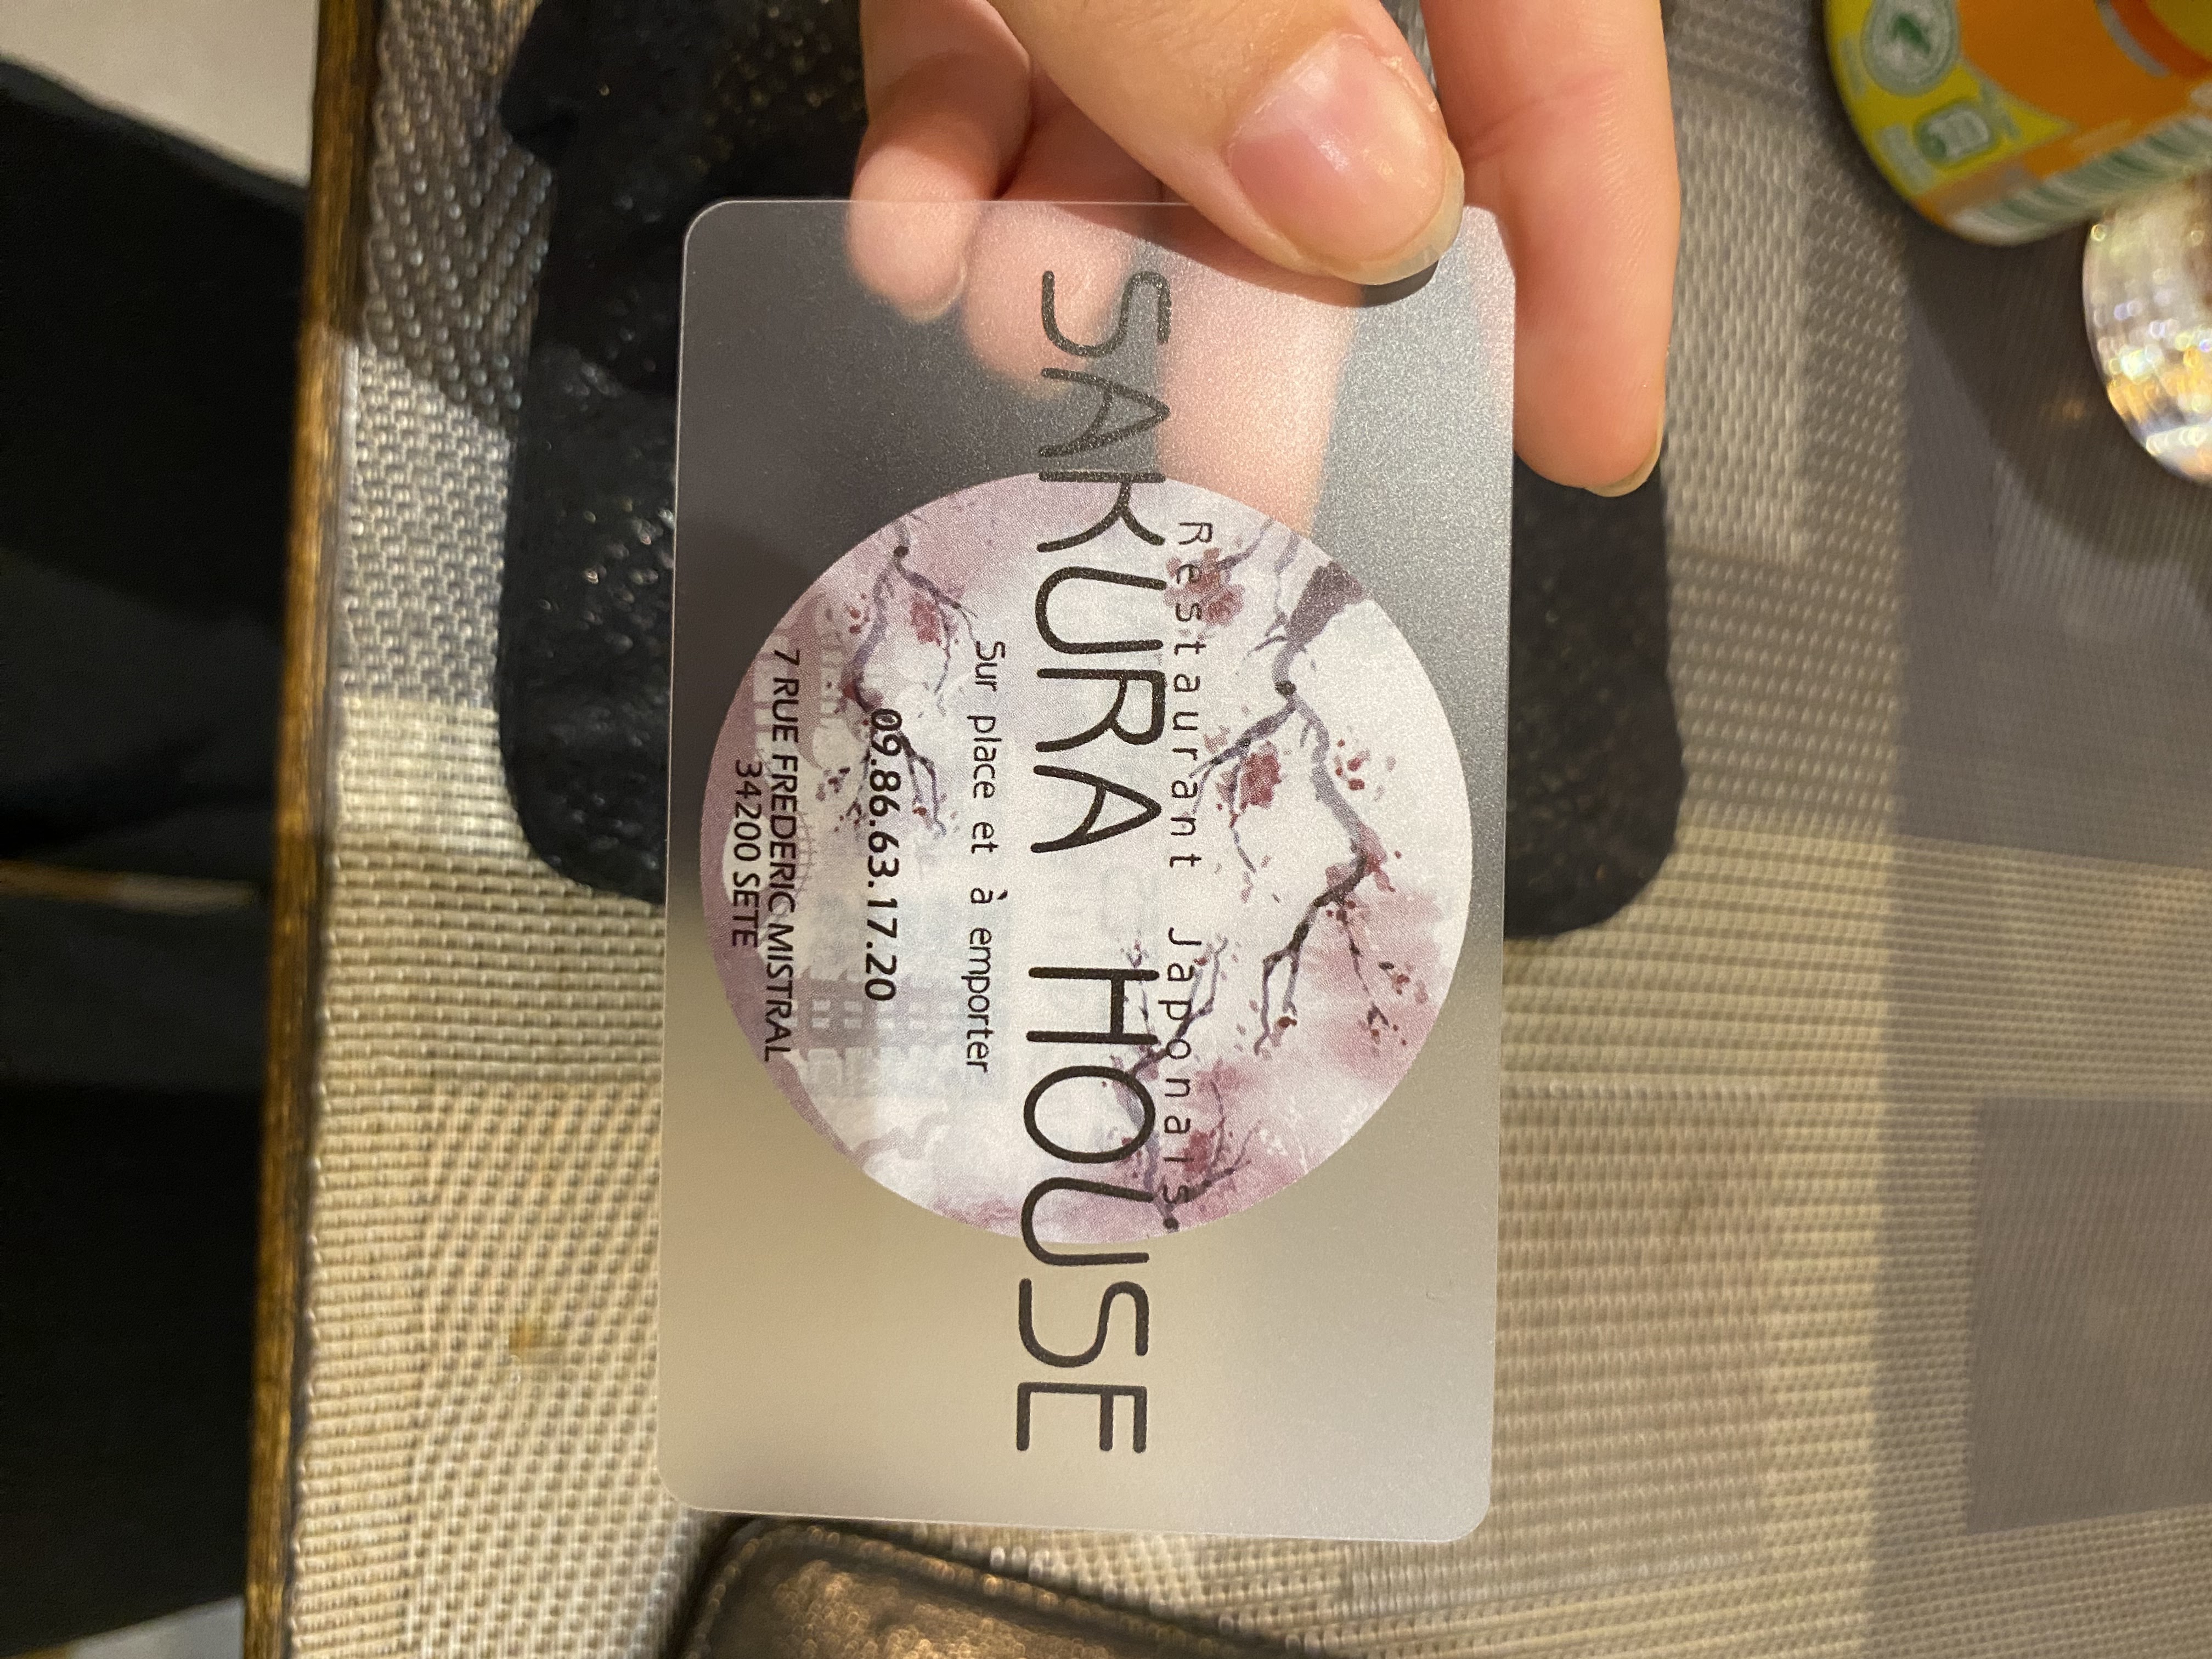 Restaurant Japonais
SAKURA HOUSE
Sur place et à emporter
09.86.63.17.20
7 RUE FREDERIC MISTRAL
34200 SETE